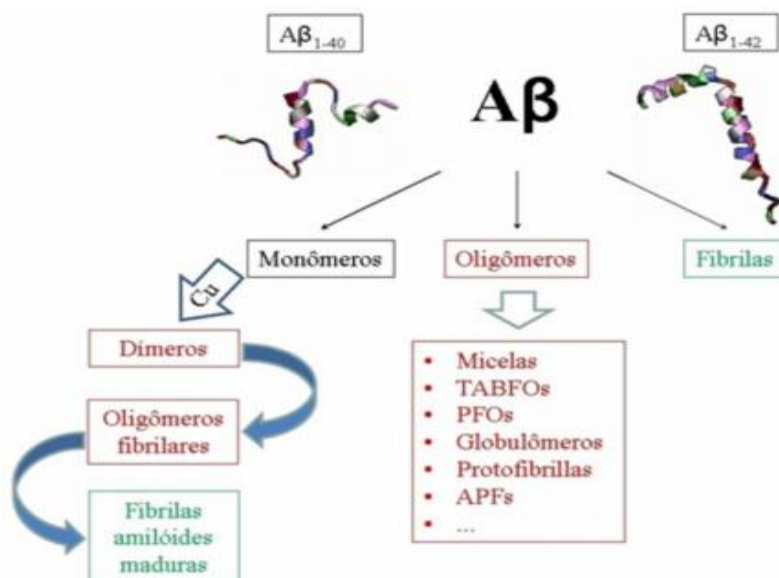 Aβ1-40
Aβ1-42
Aβ
Monômeros
Oligômeros
Fibrilas
Cu
Dímeros
Oligômeros
fibrilares
Fibrilas
amilóides
maduras
• Micelas
• TABFOs
• PFOs
• Globulômeros
• Protofibrillas
• APFs
• ...